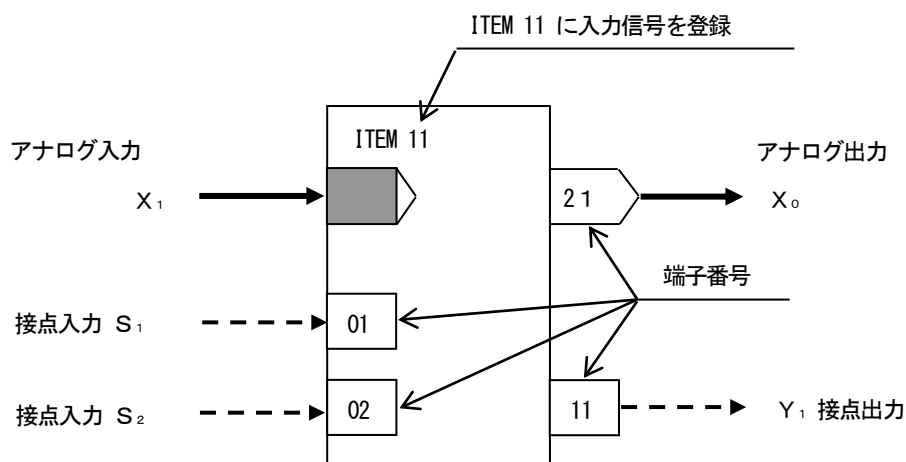 ITEM 11 に入力信号を登録
ITEM 11
アナログ入力
アナログ出力
X₁
21
X₀
端子番号
接点入力 S₁
01
接点入力 S₂
02
11
Y₁ 接点出力